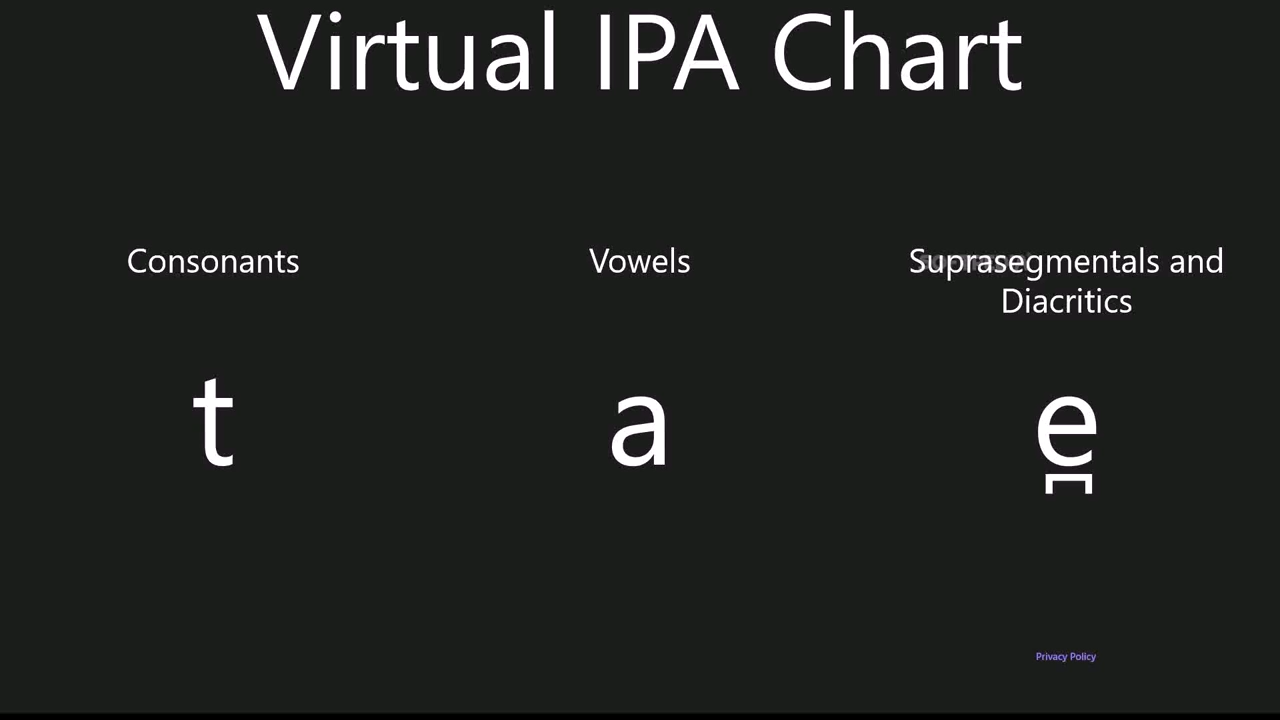 Virtual IPA Chart
Consonants
Vowels
Suprasegmentals and
Diacritics
t
a
e̪
Privacy Policy